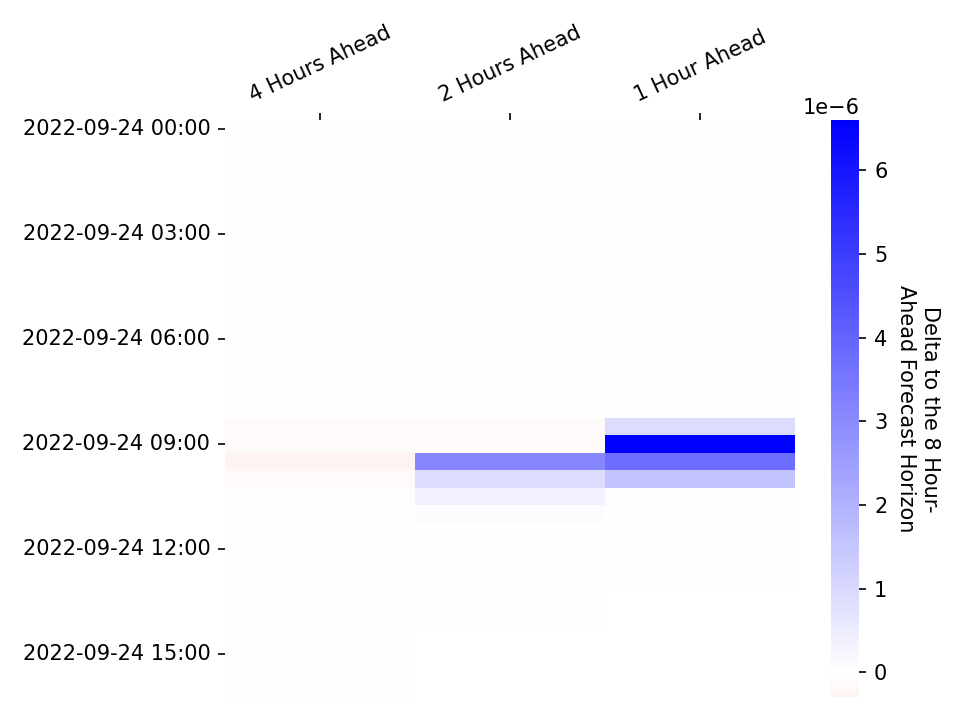 4 Hours Ahead
2 Hours Ahead
1 Hour Ahead
1e−6
2022-09-24 00:00
2022-09-24 03:00
2022-09-24 06:00
2022-09-24 09:00
2022-09-24 12:00
2022-09-24 15:00
6
5
4
3
2
1
0
Delta to the 8 Hour-
Ahead Forecast Horizon